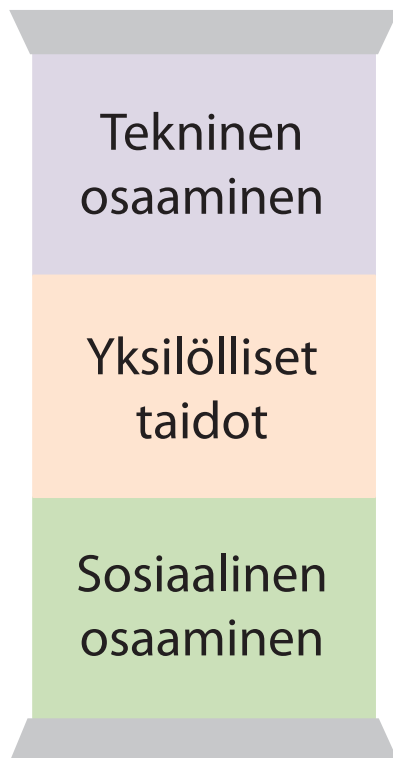 Tekninen
osaaminen
Yksilölliset
taidot
Sosiaalinen
osaaminen